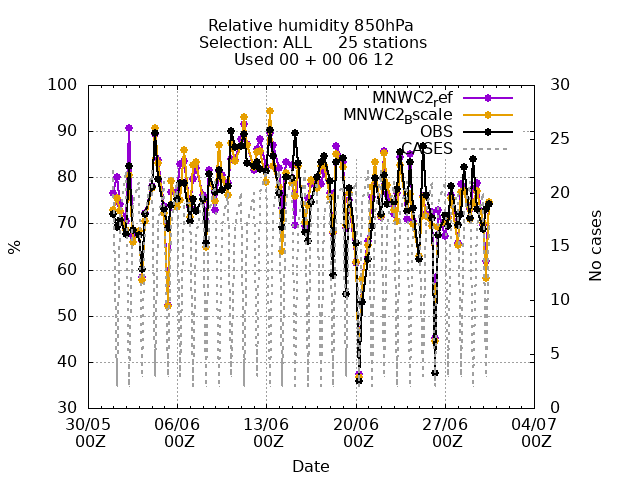 Relative humidity 850hPa
Selection: ALL 25 stations
Used 00 + 00 06 12
MNWC2ref
MNWC2Bscale
OBS
CASES
100
90
80
70
60
50
40
30
%
30
25
20
15
10
5
0
No cases
30/05 06/06 13/06 20/06 27/06 04/07
00Z 00Z 00Z 00Z 00Z 00Z
Date